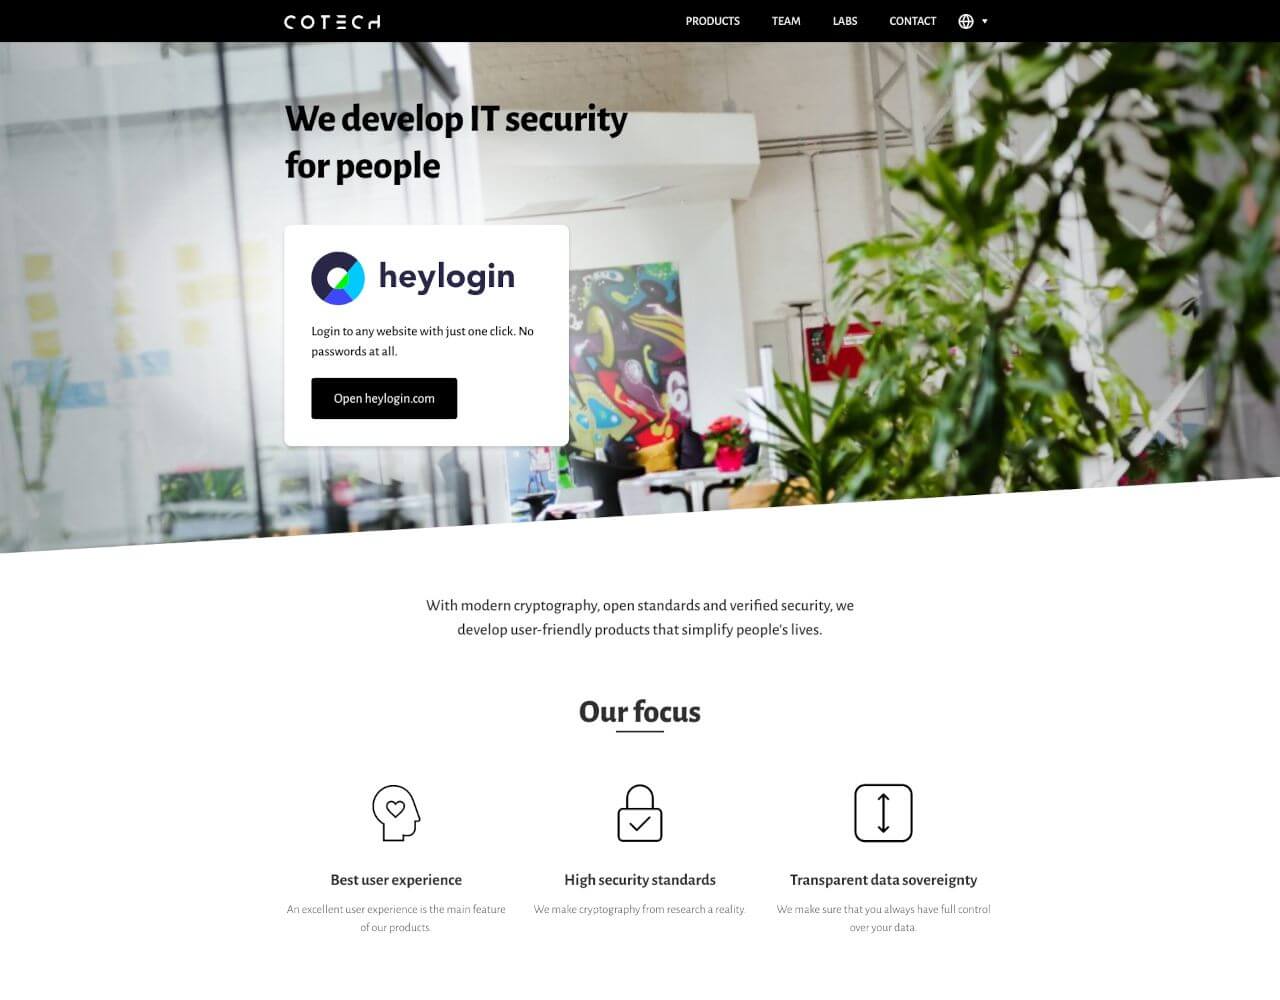 COTECH
PRODUCTS TEAM LABS CONTACT
We develop IT security
for people
heylogin
Login to any website with just one click. No
passwords at all.
Open heylogin.com
With modern cryptography, open standards and verified security, we
develop user-friendly products that simplify people's lives.
Our focus
Best user experience
An excellent user experience is the main feature
of our products.
High security standards
We make cryptography from research a reality.
Transparent data sovereignty
We make sure that you always have full control
over your data.